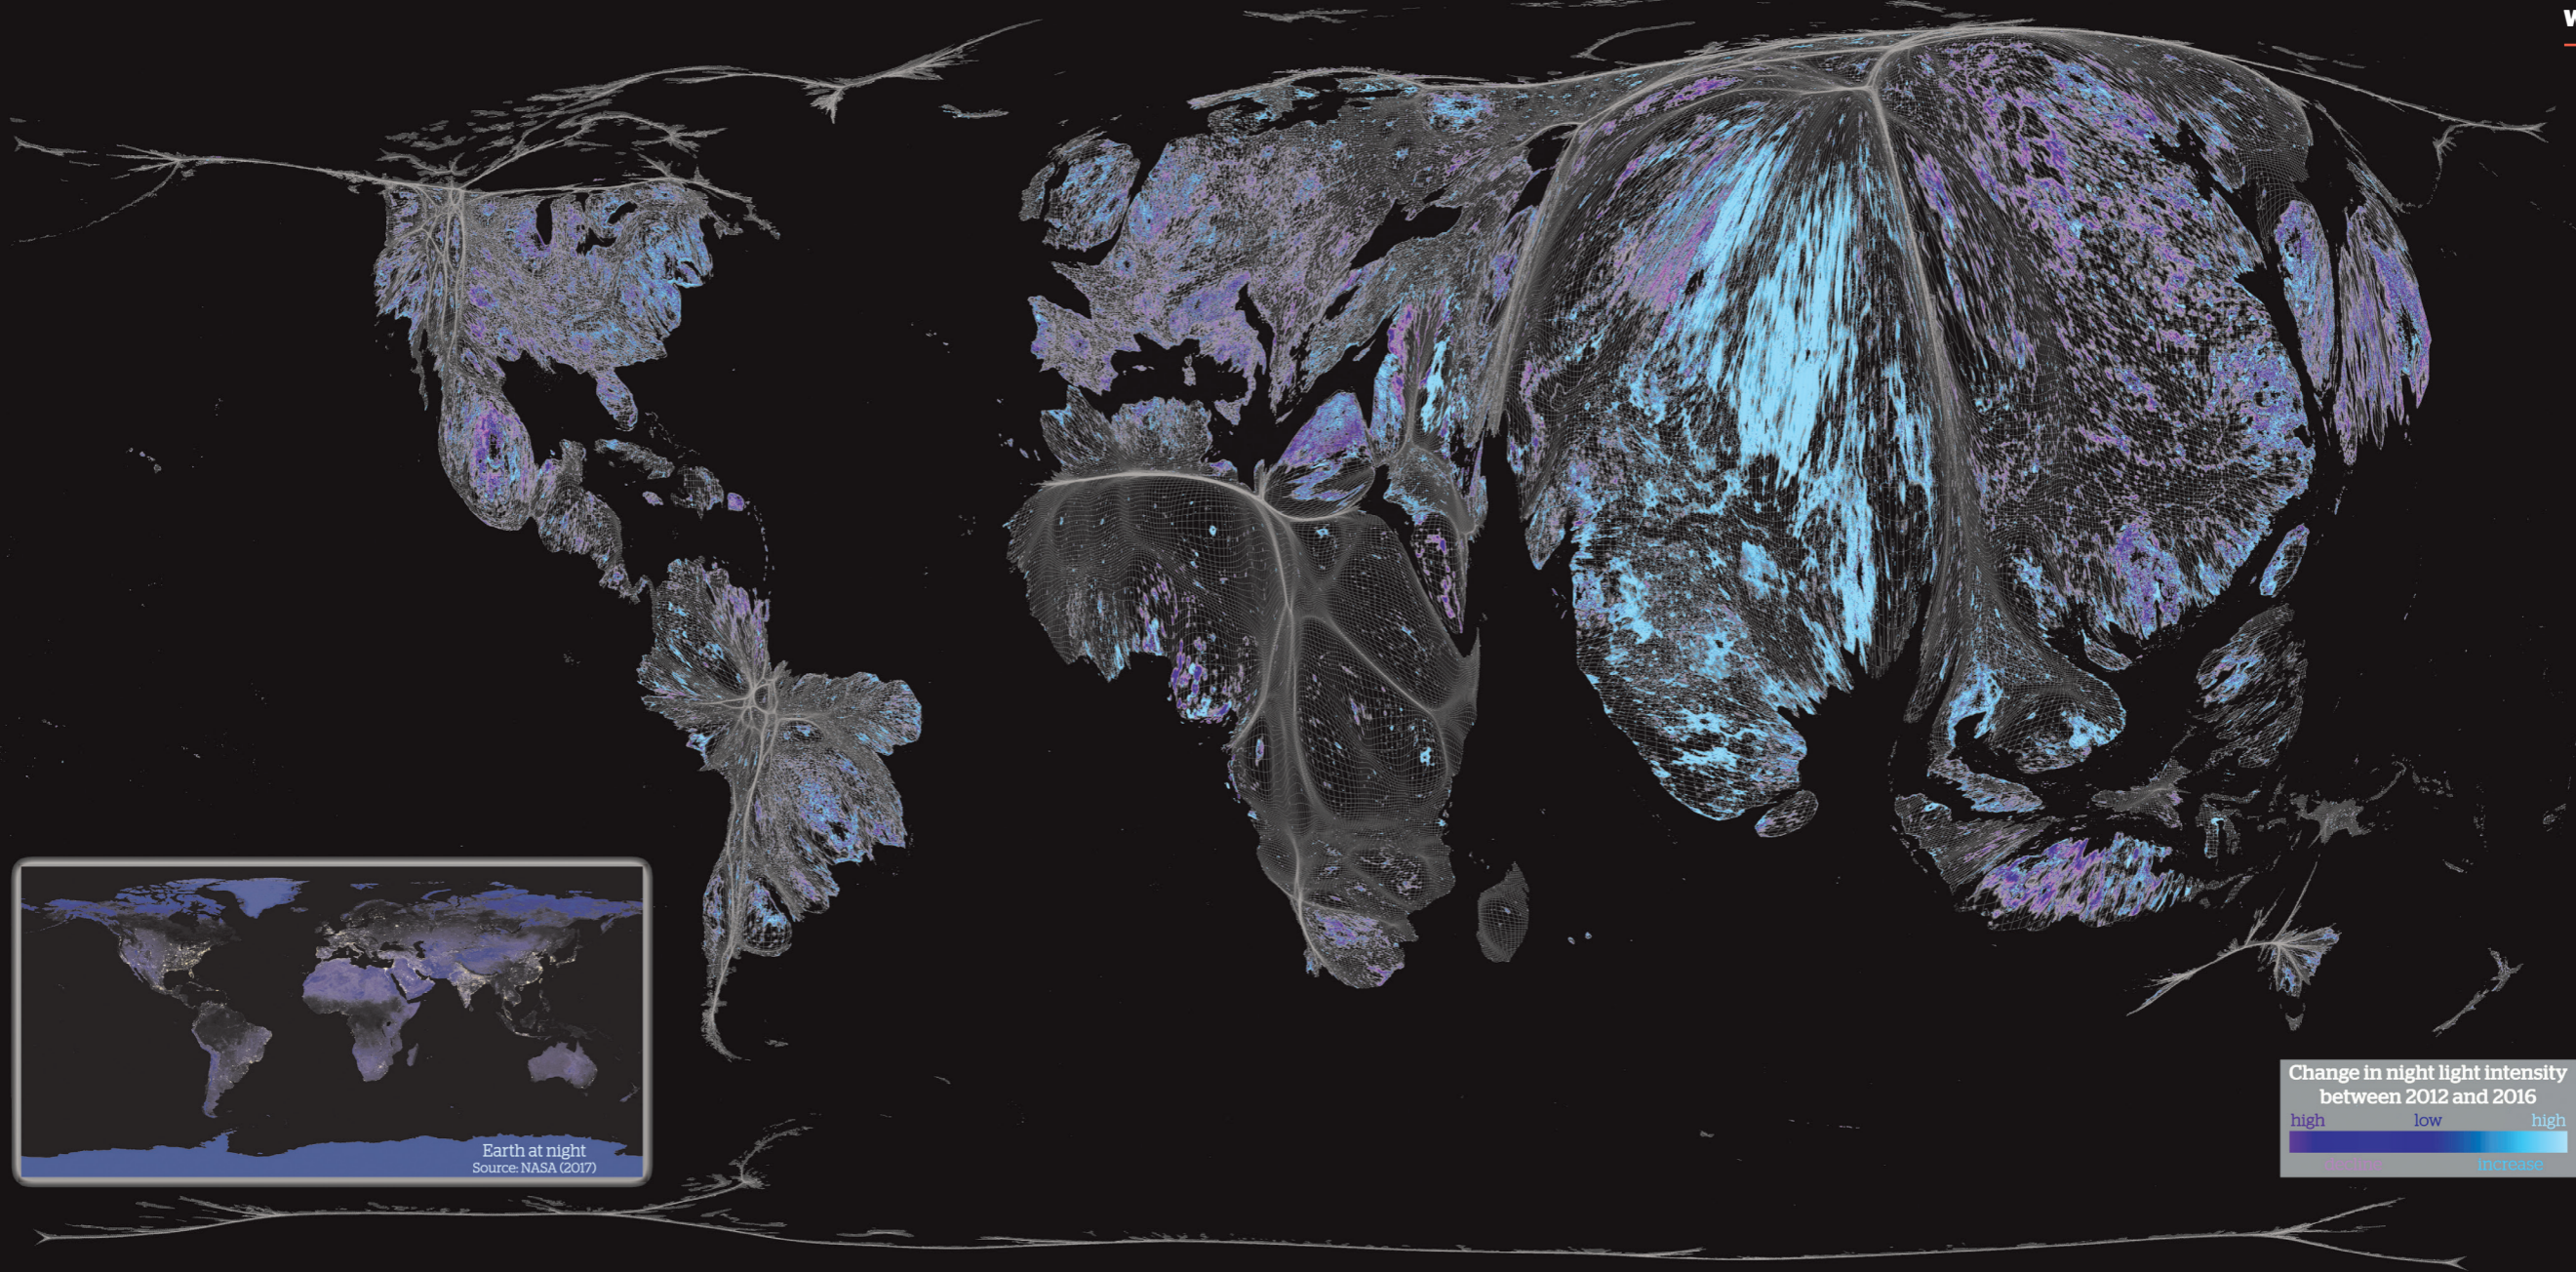 Earth at night
Source: NASA (2017)
Change in night light intensity
between 2012 and 2016
high low high
increase